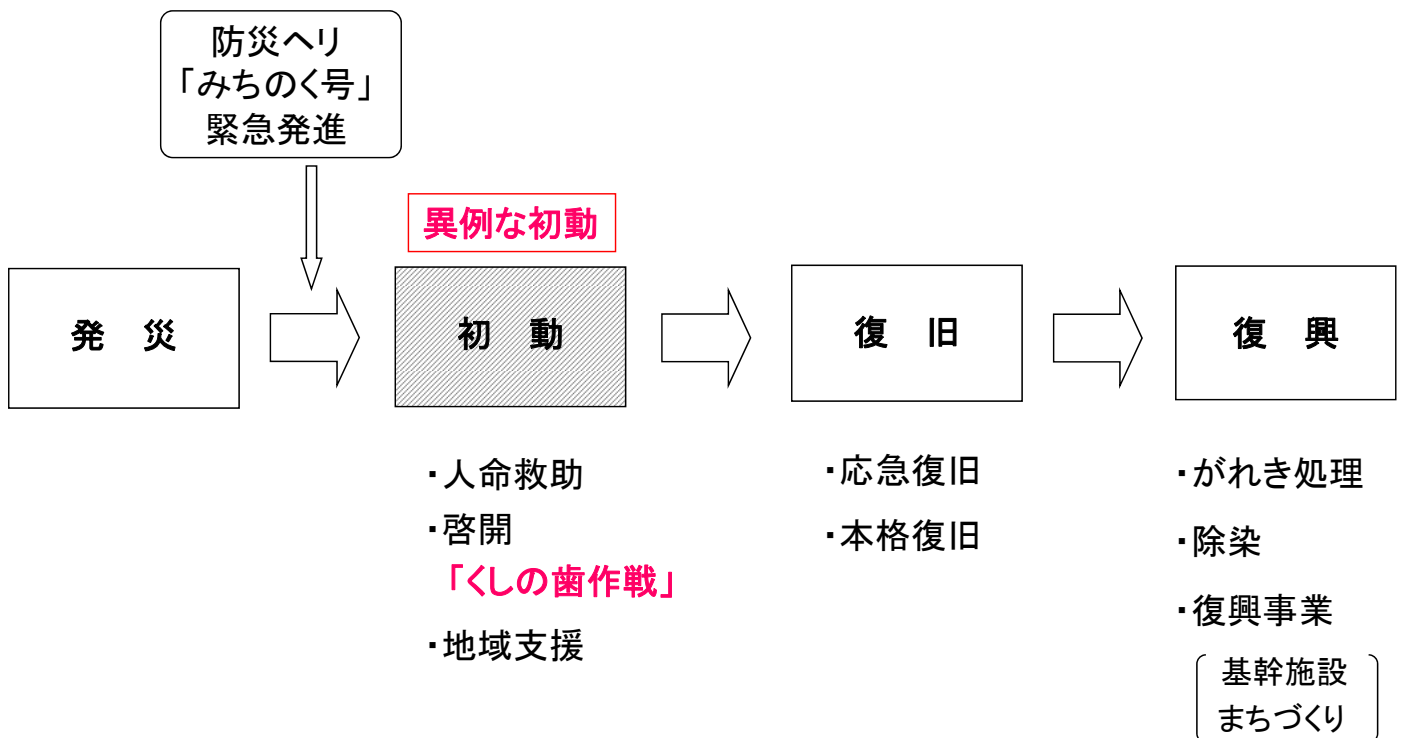 防災ヘリ
「みちのく号」
緊急発進
異例な初動
発　災
初　動
復　旧
復　興
・人命救助
・啓開
「くしの歯作戦」
・地域支援
・応急復旧
・本格復旧
・がれき処理
・除染
・復興事業
基幹施設
まちづくり